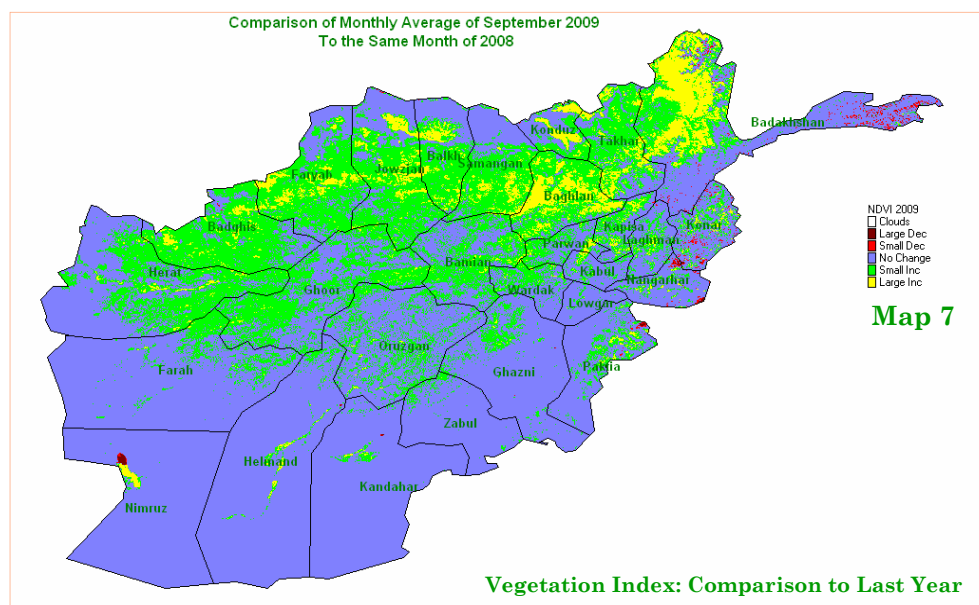 Comparison of Monthly Average of September 2009
To the Same Month of 2008
Konduz
Badakhshan
Takhar
Balkh
Samangan
Jowzjan
Faryab
Baghlan
Badghis
Kapisa
Konar
Laghman
Parwan
Herat
Bamian
Kabul
Nangarhar
Ghoor
Wardak
Lowgar
Oruzgan
Farah
Ghazni
Paktia
Zabul
Helmand
Kandahar
Nimruz
NDVI 2009
Clouds
Large Dec
Small Dec
No Change
Small Inc
Large Inc
Map 7
Vegetation Index: Comparison to Last Year